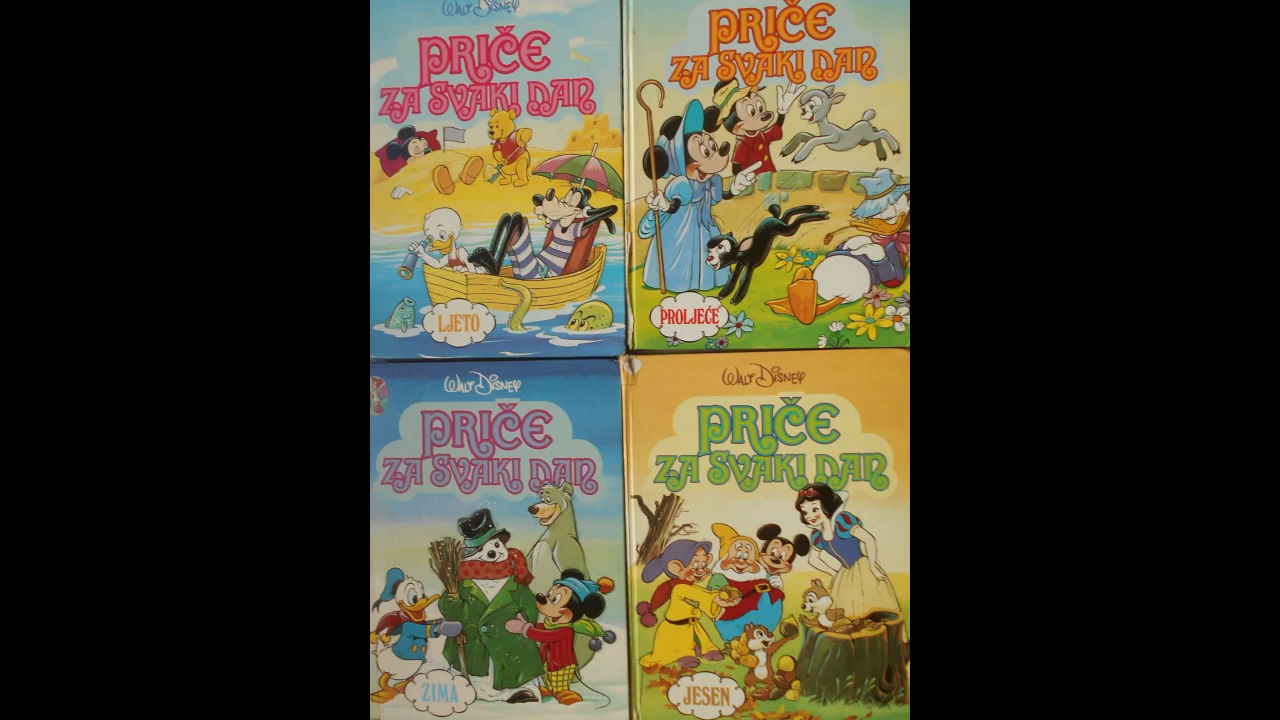 WALT DISNEY
PRIČE
ZA SVAKI DAN
LJETO
PRIČE
ZA SVAKI DAN
PROLJEĆE
WALT DISNEY
PRIČE
ZA SVAKI DAN
ZIMA
WALT DISNEY
PRIČE
ZA SVAKI DAN
JESEN